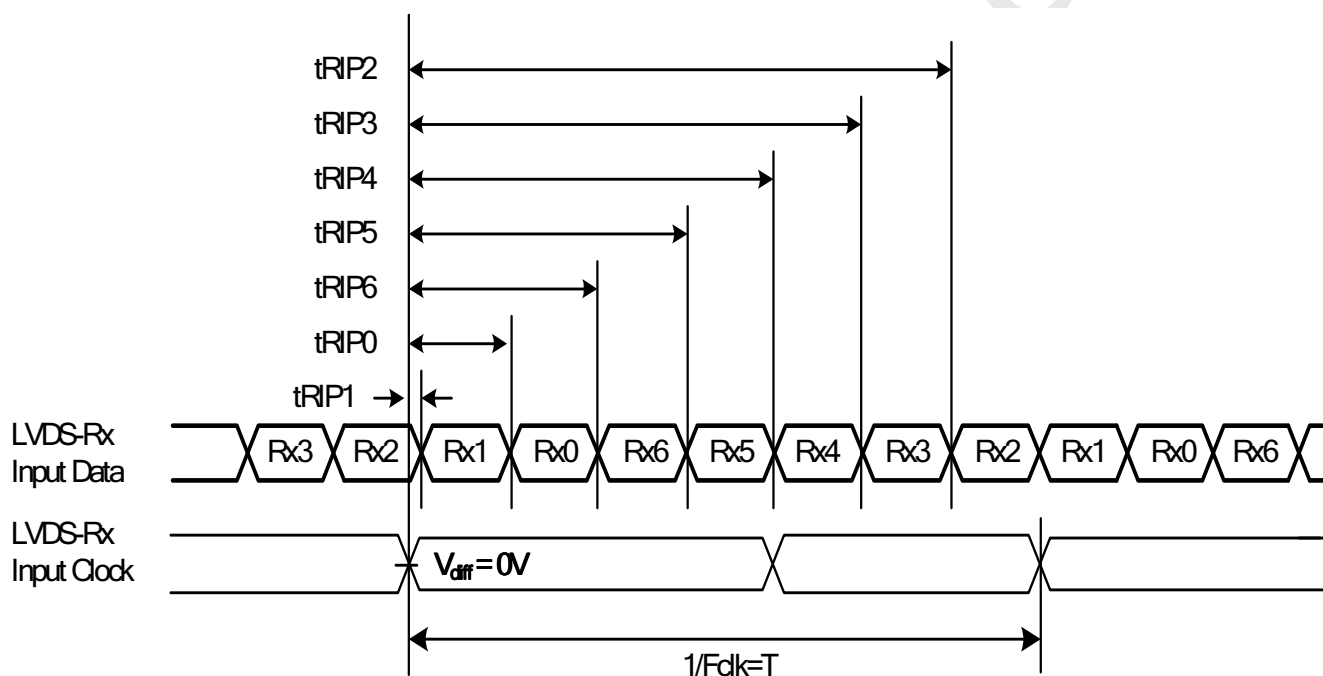 tRIP2
tRIP3
tRIP4
tRIP5
tRIP6
tRIP0
tRIP1
LVDS-Rx
Input Data
Rx3 Rx2 Rx1 Rx0 Rx6 Rx5 Rx4 Rx3 Rx2 Rx1 Rx0 Rx6
LVDS-Rx
Input Clock
Vdiff = 0V
1/Fclk=T